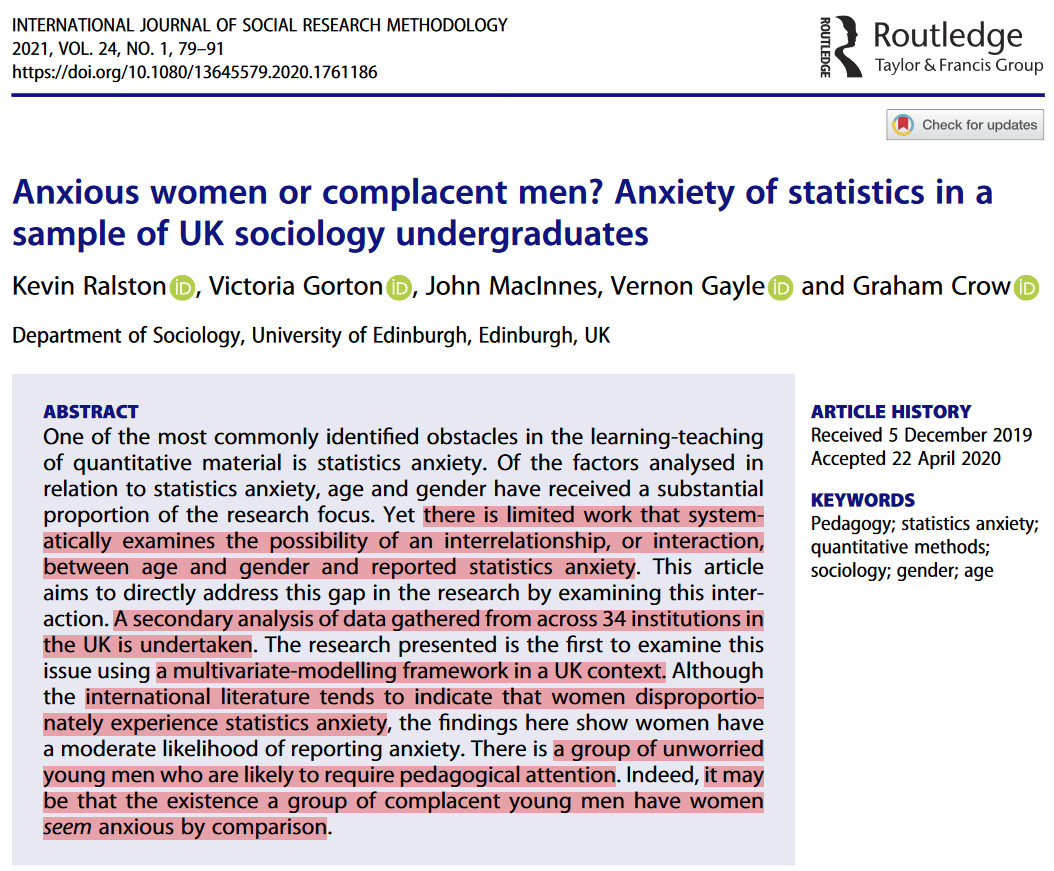 INTERNATIONAL JOURNAL OF SOCIAL RESEARCH METHODOLOGY
2021, VOL. 24, NO. 1, 79–91
https://doi.org/10.1080/13645579.2020.1761186
ROUTLEDGE
Routledge
Taylor & Francis Group
Check for updates
Anxious women or complacent men? Anxiety of statistics in a
sample of UK sociology undergraduates
Kevin Ralston iD, Victoria Gorton iD, John MacInnes, Vernon Gayle iD and Graham Crow iD
Department of Sociology, University of Edinburgh, Edinburgh, UK
ABSTRACT
One of the most commonly identified obstacles in the learning-teaching
of quantitative material is statistics anxiety. Of the factors analysed in
relation to statistics anxiety, age and gender have received a substantial
proportion of the research focus. Yet there is limited work that system-
atically examines the possibility of an interrelationship, or interaction,
between age and gender and reported statistics anxiety. This article
aims to directly address this gap in the research by examining this inter-
action. A secondary analysis of data gathered from across 34 institutions in
the UK is undertaken. The research presented is the first to examine this
issue using a multivariate-modelling framework in a UK context. Although
the international literature tends to indicate that women disproportio-
nately experience statistics anxiety, the findings here show women have
a moderate likelihood of reporting anxiety. There is a group of unworried
young men who are likely to require pedagogical attention. Indeed, it may
be that the existence a group of complacent young men have women
seem anxious by comparison.
ARTICLE HISTORY
Received 5 December 2019
Accepted 22 April 2020
KEYWORDS
Pedagogy; statistics anxiety;
quantitative methods;
sociology; gender; age